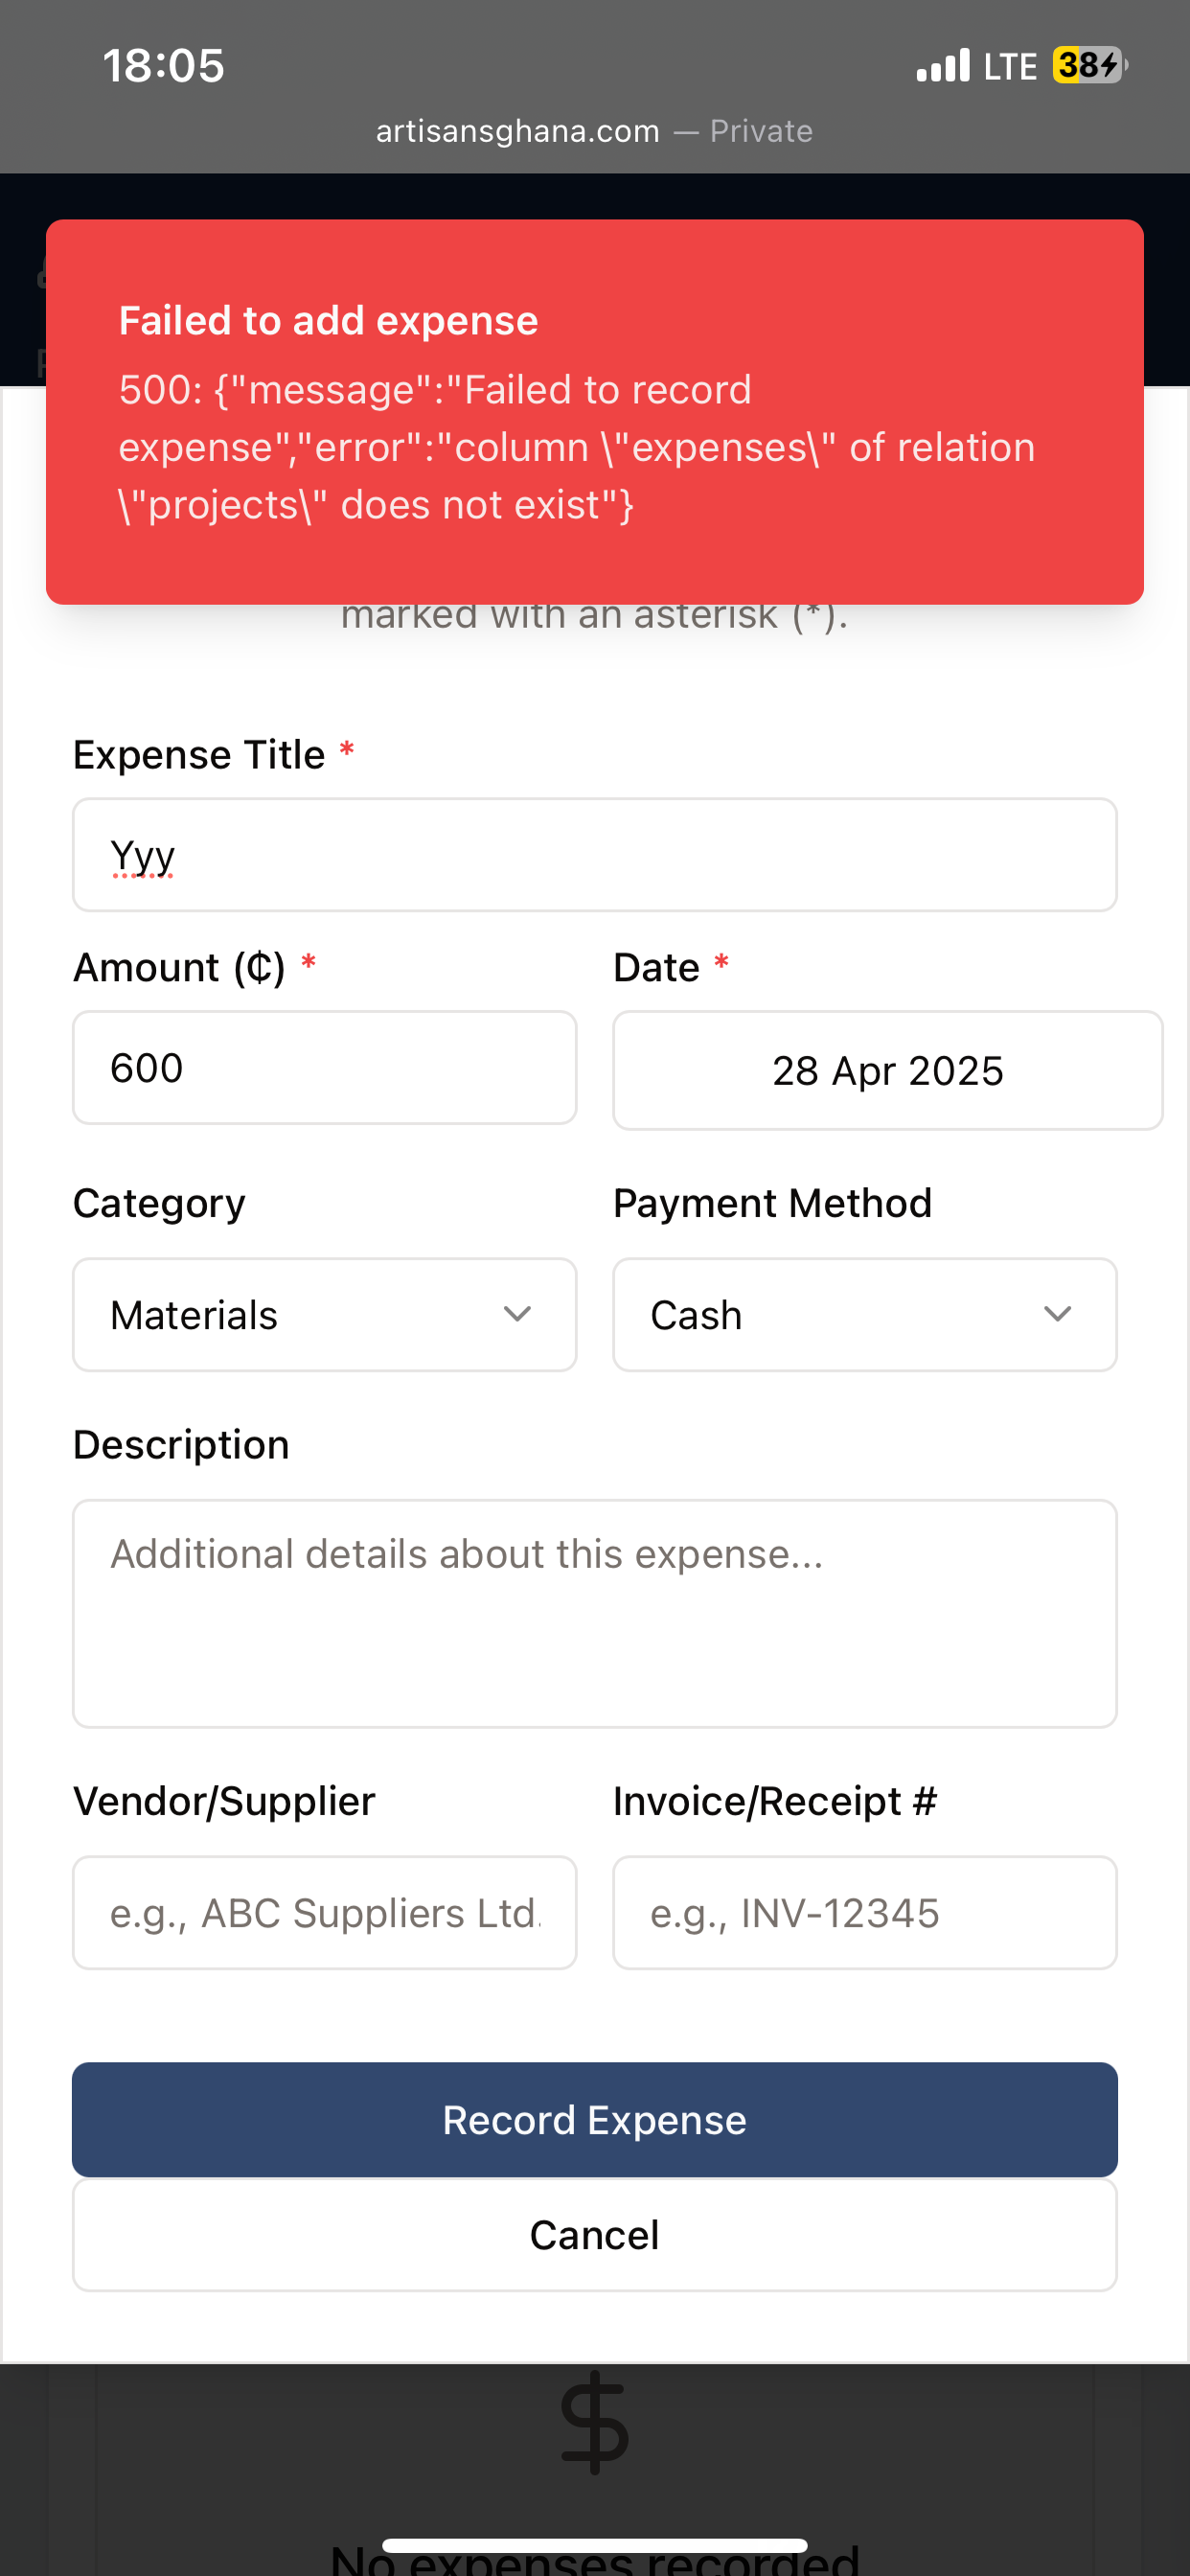 18:05
LTE
38
artisansghana.com — Private
Failed to add expense
500: {"message":"Failed to record
expense","error":"column \"expenses\" of relation
\"projects\" does not exist"}
marked with an asterisk (*).
Expense Title *
Yyy
Amount (₵) *
Date *
600
28 Apr 2025
Category
Payment Method
Materials
Cash
Description
Additional details about this expense...
Vendor/Supplier
Invoice/Receipt #
e.g., ABC Suppliers Ltd.
e.g., INV-12345
Record Expense
Cancel
$
No expenses recorded